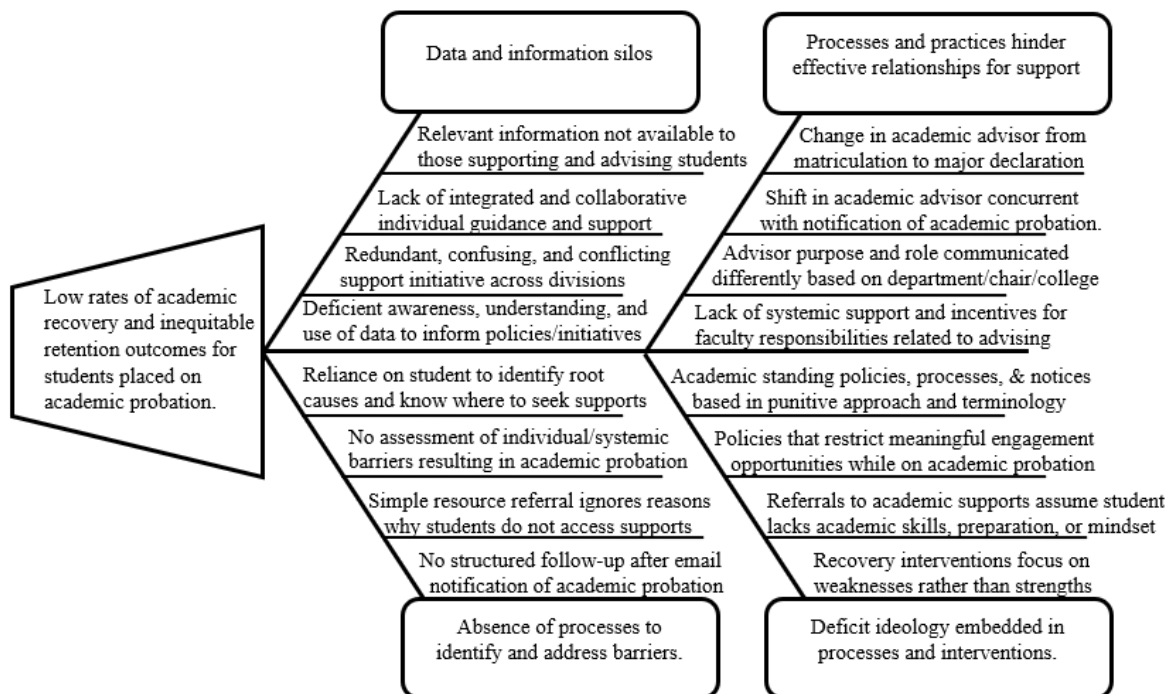 Data and information silos
Processes and practices hinder
effective relationships for support
Relevant information not available to
those supporting and advising students
Lack of integrated and collaborative
individual guidance and support
Redundant, confusing, and conflicting
support initiative across divisions
Deficient awareness, understanding, and
use of data to inform policies/initiatives
Change in academic advisor from
matriculation to major declaration
Shift in academic advisor concurrent
with notification of academic probation.
Advisor purpose and role communicated
differently based on department/chair/college
Lack of systemic support and incentives for
faculty responsibilities related to advising
Low rates of academic
recovery and inequitable
retention outcomes for
students placed on
academic probation.
Reliance on student to identify root
causes and know where to seek supports
No assessment of individual/systemic
barriers resulting in academic probation
Simple resource referral ignores reasons
why students do not access supports
No structured follow-up after email
notification of academic probation
Academic standing policies, processes, & notices
based in punitive approach and terminology
Policies that restrict meaningful engagement
opportunities while on academic probation
Referrals to academic supports assume student
lacks academic skills, preparation, or mindset
Recovery interventions focus on
weaknesses rather than strengths
Absence of processes to
identify and address barriers.
Deficit ideology embedded in
processes and interventions.